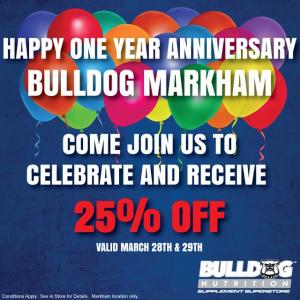 HAPPY ONE YEAR ANNIVERSARY
BULLDOG MARKHAM
COME JOIN US TO
CELEBRATE AND RECEIVE
25% OFF
VALID MARCH 28TH & 29TH
BULLDOG
NUTRITION
SUPPLEMENT SUPERSTORE
Conditions Apply. See in Store for Details. Markham location only.